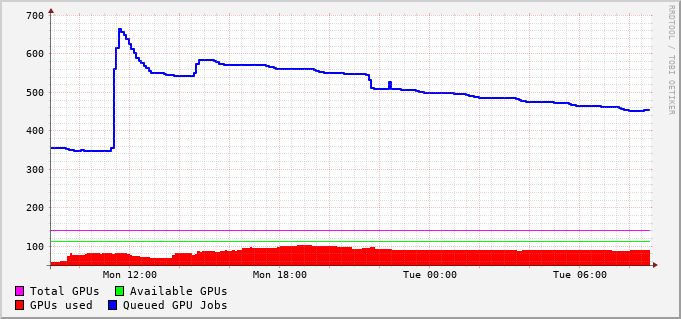 700
600
500
400
300
200
100
Mon 12:00 Mon 18:00 Tue 00:00 Tue 06:00
Total GPUs Available GPUs
GPUs used Queued GPU Jobs
RRDTOOL / TOBI OETIKER